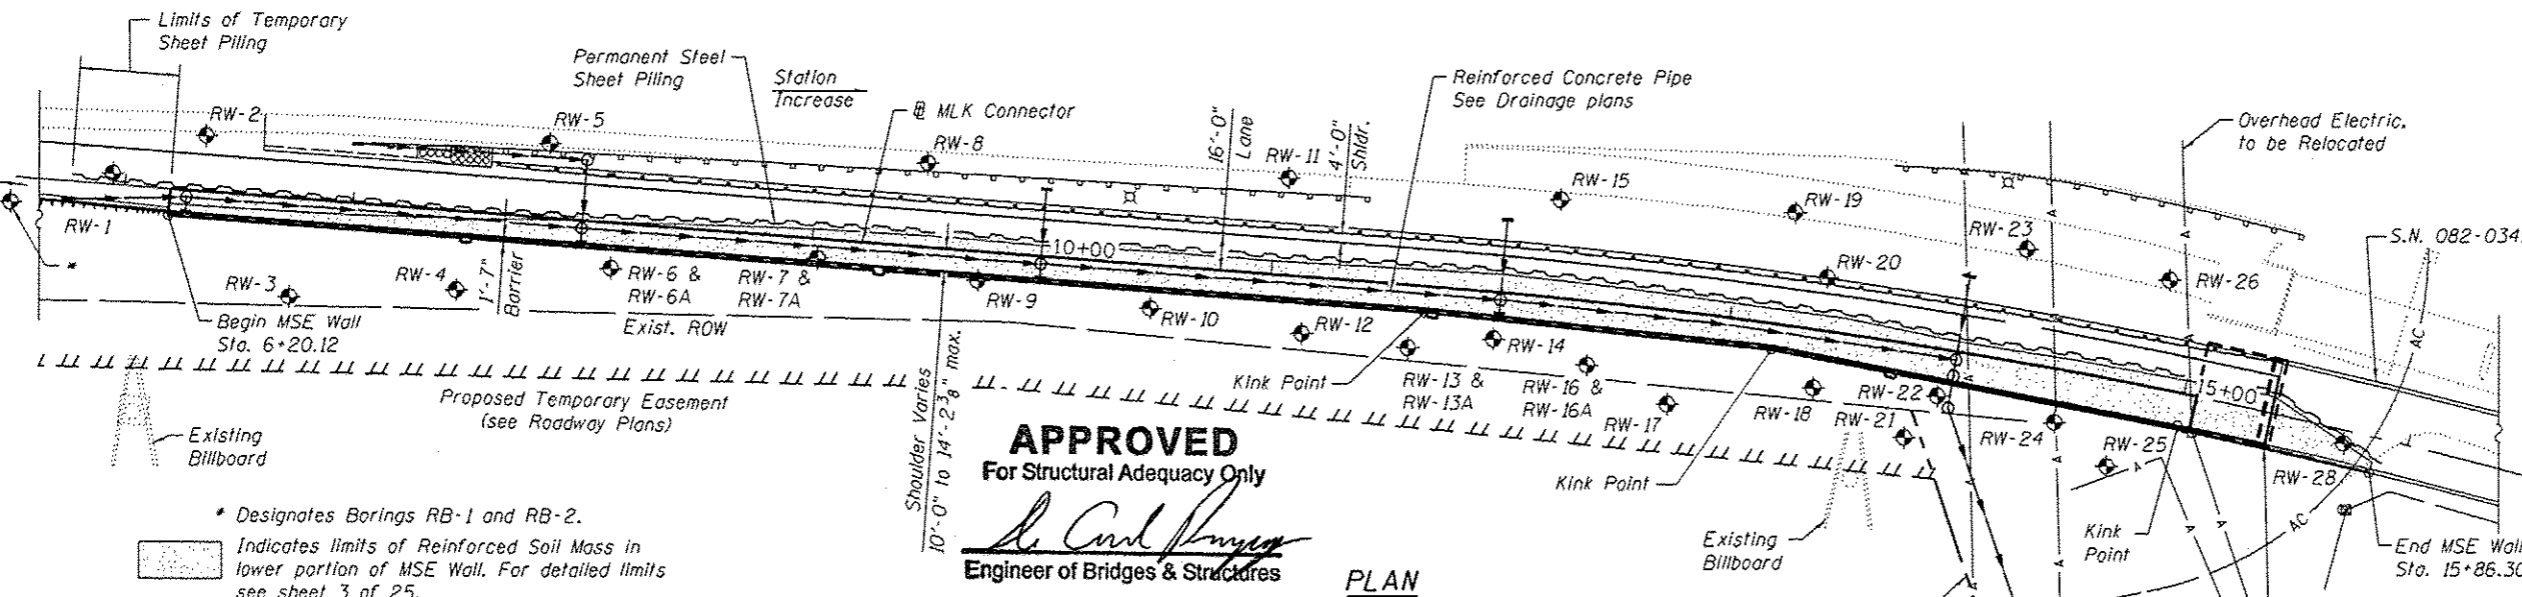 Limits of Temporary
Sheet Piling
Permanent Steel
Sheet Piling
Station
Increase
MLK Connector
16'-0"
Lane
4'-0"
Shldr.
Reinforced Concrete Pipe
See Drainage plans
Overhead Electric.
to be Relocated
RW-2
RW-5
RW-8
RW-11
RW-15
RW-19
RW-23
RW-26
S.N. 082-034
RW-1
*
RW-3
RW-4
1'-7"
Barrier
RW-6 &
RW-6A
RW-7 &
RW-7A
10+00
RW-9
RW-10
RW-12
RW-20
Begin MSE Wall
Sta. 6+20.12
Exist. ROW
Kink Point
RW-13 &
RW-13A
RW-14
RW-16 &
RW-16A
RW-17
RW-18
RW-22
RW-21
RW-24
15+00
RW-25
RW-28
AC
AC
Proposed Temporary Easement
(see Roadway Plans)
Shoulder Varies
10'-0" to 14'-2⅜" max.
Existing
Billboard
APPROVED
For Structural Adequacy Only
Engineer of Bridges & Structures
Kink Point
Existing
Billboard
Kink
Point
End MSE Wall
Sta. 15+86.30
* Designates Borings RB-1 and RB-2.
Indicates limits of Reinforced Soil Mass in
lower portion of MSE Wall. For detailed limits
see sheet 3 of 25.
PLAN